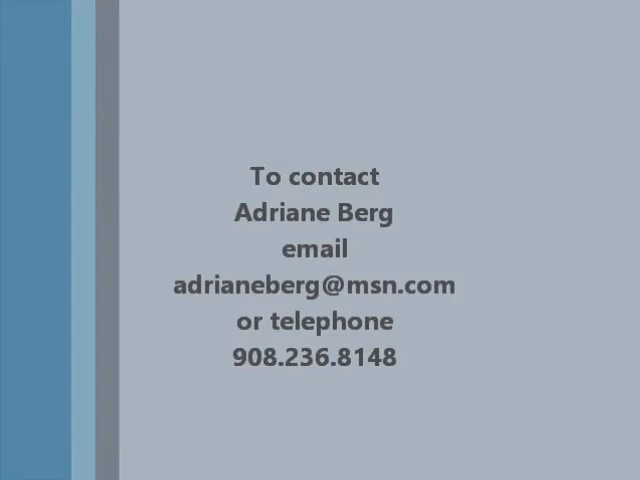 To contact
Adriane Berg
email
adrianeberg@msn.com
or telephone
908.236.8148